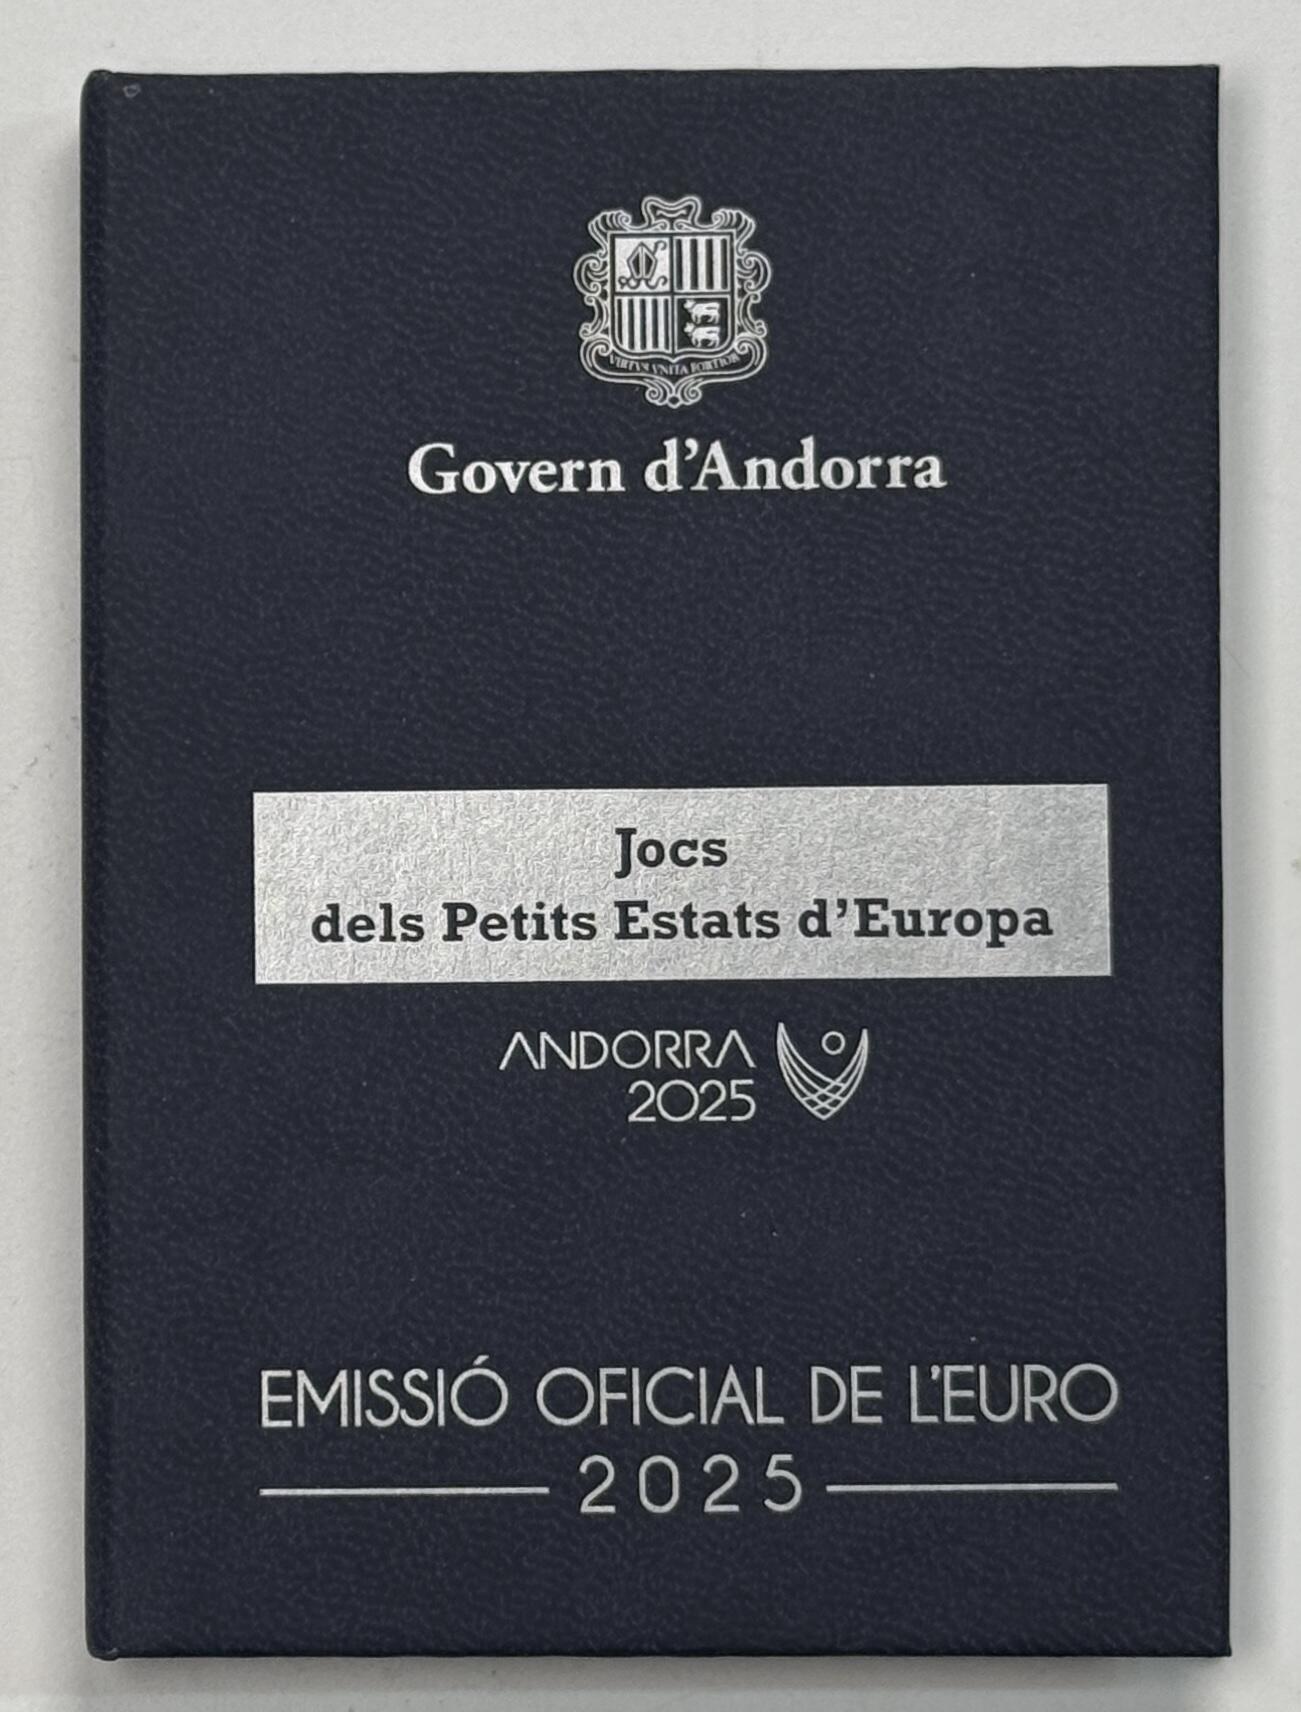 VIRTVS VNITA FORTIOR
Govern d'Andorra
Jocs
dels Petits Estats d'Europa
ANDORRA
2025
EMISSIÓ OFICIAL DE L'EURO
2025